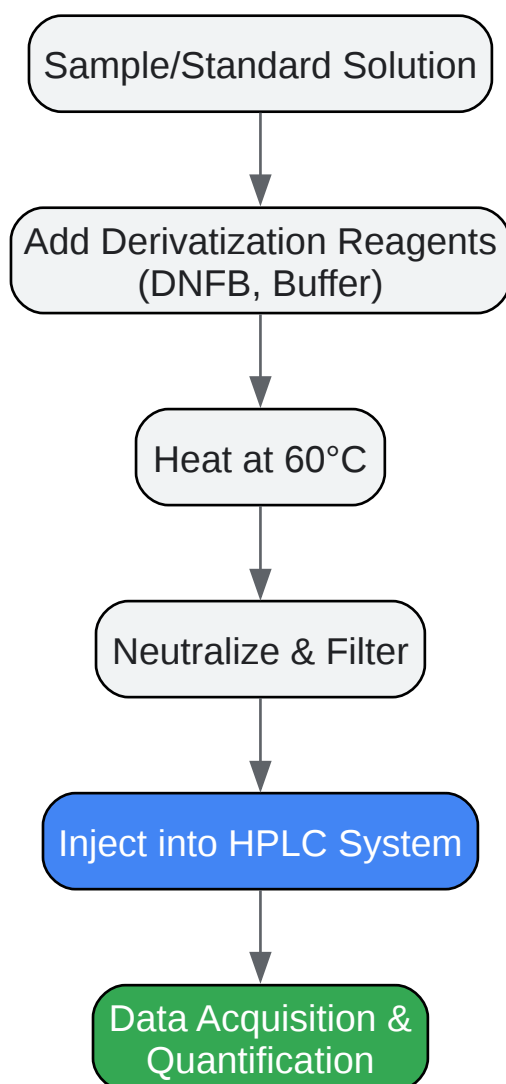 Sample/Standard Solution
Add Derivatization Reagents
(DNFB, Buffer)
Heat at 60°C
Neutralize & Filter
Inject into HPLC System
Data Acquisition &
Quantification